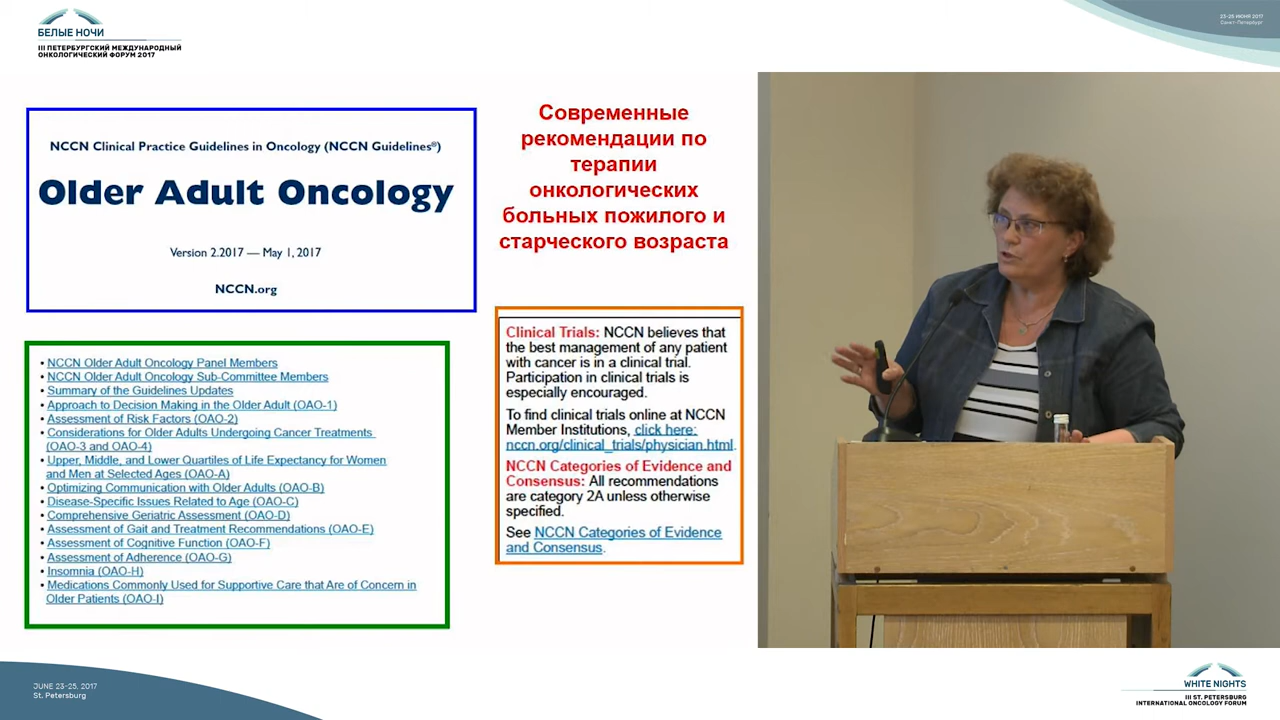 БЕЛЫЕ НОЧИ
III ПЕТЕРБУРГСКИЙ МЕЖДУНАРОДНЫЙ
ОНКОЛОГИЧЕСКИЙ ФОРУМ 2017
23-25 ИЮНЯ 2017
Санкт-Петербург
NCCN Clinical Practice Guidelines in Oncology (NCCN Guidelines®)
Older Adult Oncology
Version 2.2017 — May 1, 2017
NCCN.org
Современные
рекомендации по
терапии
онкологических
больных пожилого и
старческого возраста
• NCCN Older Adult Oncology Panel Members
• NCCN Older Adult Oncology Sub-Committee Members
• Summary of the Guidelines Updates
• Approach to Decision Making in the Older Adult (OAO-1)
• Assessment of Risk Factors (OAO-2)
• Considerations for Older Adults Undergoing Cancer Treatments
(OAO-3 and OAO-4)
• Upper, Middle, and Lower Quartiles of Life Expectancy for Women
and Men at Selected Ages (OAO-A)
• Optimizing Communication with Older Adults (OAO-B)
• Disease-Specific Issues Related to Age (OAO-C)
• Comprehensive Geriatric Assessment (OAO-D)
• Assessment of Gait and Treatment Recommendations (OAO-E)
• Assessment of Cognitive Function (OAO-F)
• Assessment of Adherence (OAO-G)
• Insomnia (OAO-H)
• Medications Commonly Used for Supportive Care that Are of Concern in
Older Patients (OAO-I)
Clinical Trials: NCCN believes that
the best management of any patient
with cancer is in a clinical trial.
Participation in clinical trials is
especially encouraged.
To find clinical trials online at NCCN
Member Institutions, click here:
nccn.org/clinical_trials/physician.html.
NCCN Categories of Evidence and
Consensus: All recommendations
are category 2A unless otherwise
specified.
See NCCN Categories of Evidence
and Consensus.
JUNE 23-25, 2017
St. Petersburg
WHITE NIGHTS
III ST. PETERSBURG
INTERNATIONAL ONCOLOGY FORUM